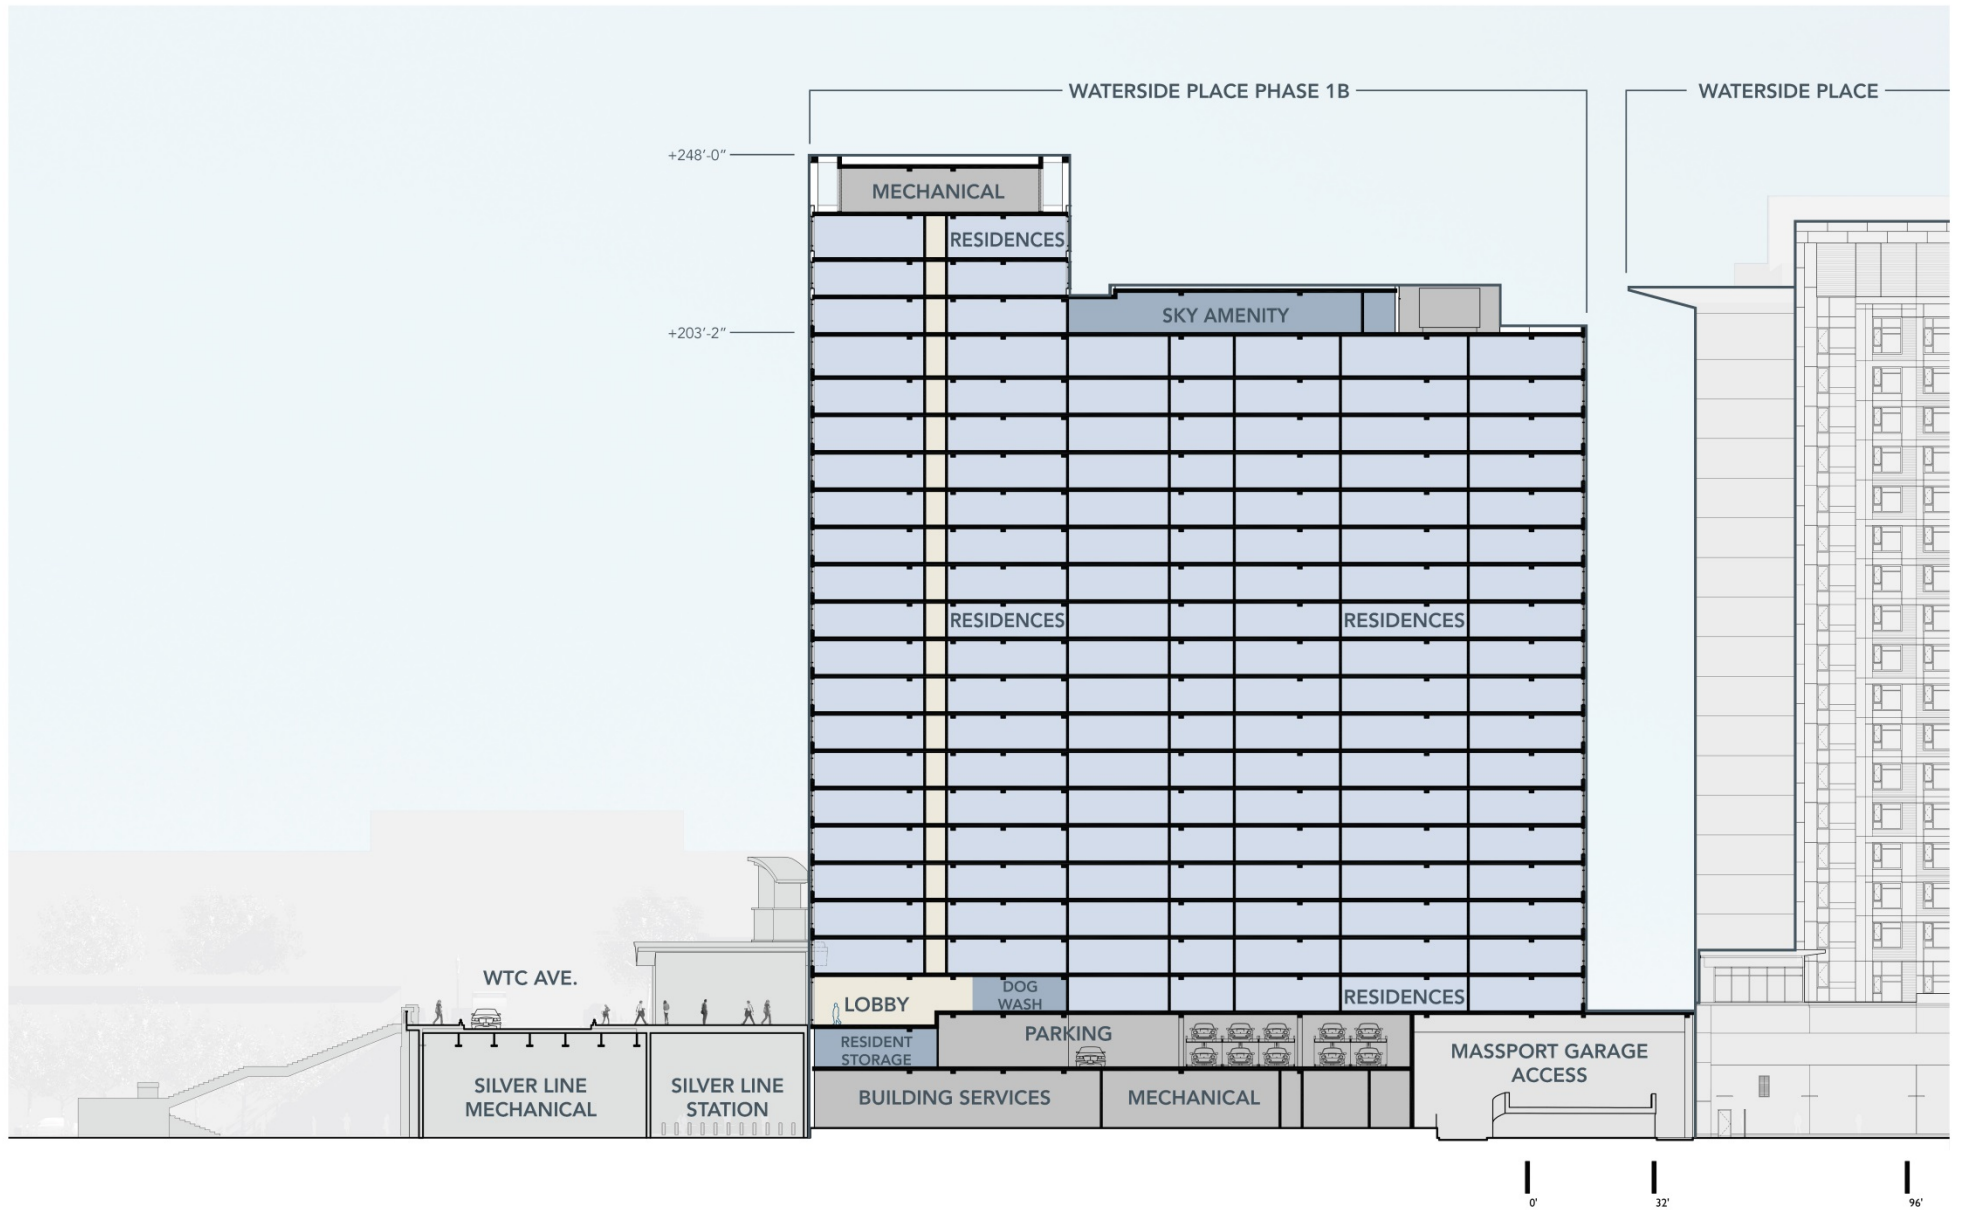 WATERSIDE PLACE PHASE 1B
WATERSIDE PLACE
+248'-0"
MECHANICAL
RESIDENCES
SKY AMENITY
+203'-2"
RESIDENCES
RESIDENCES
WTC AVE.
LOBBY
DOG
WASH
RESIDENCES
PARKING
RESIDENT
STORAGE
MASSPORT GARAGE
ACCESS
SILVER LINE
MECHANICAL
SILVER LINE
STATION
BUILDING SERVICES
MECHANICAL
0'
32'
96'